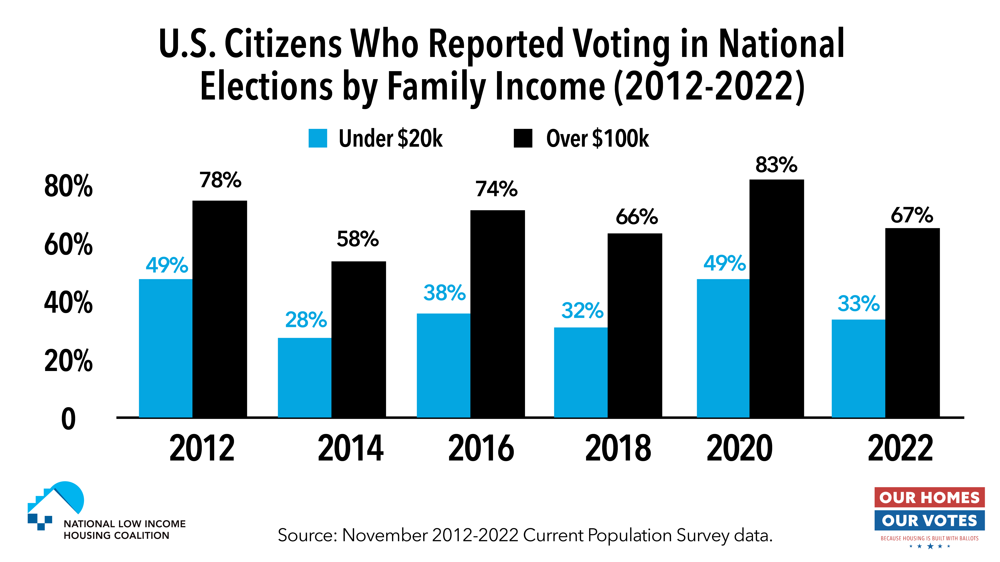 U.S. Citizens Who Reported Voting in National
Elections by Family Income (2012-2022)
Under $20k
Over $100k
80%
60%
40%
20%
0
49%
78%
28%
58%
38%
74%
32%
66%
49%
83%
33%
67%
2012
2014
2016
2018
2020
2022
NATIONAL LOW INCOME
HOUSING COALITION
Source: November 2012-2022 Current Population Survey data.
OUR HOMES
OUR VOTES
BECAUSE HOUSING IS BUILT WITH BALLOTS